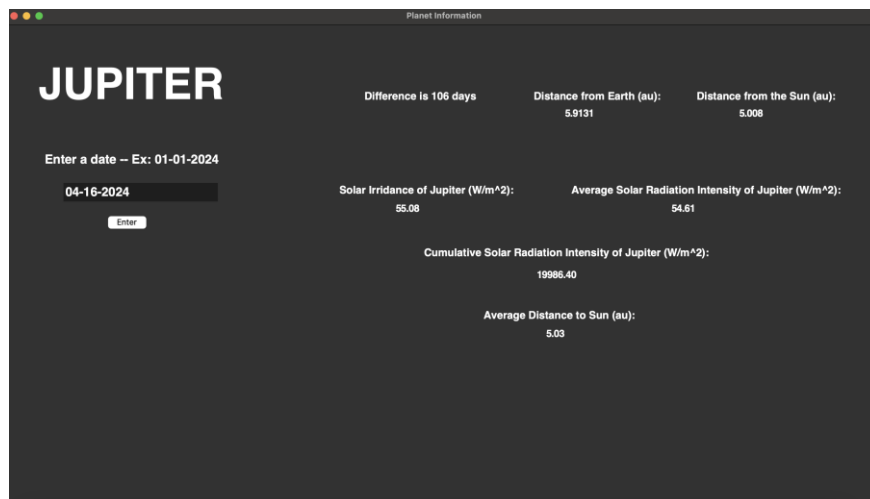 Planet Information
JUPITER
Difference is 106 days
Distance from Earth (au):
5.9131
Distance from the Sun (au):
5.008
Enter a date -- Ex: 01-01-2024
04-16-2024
Enter
Solar Irridance of Jupiter (W/m^2):
55.08
Average Solar Radiation Intensity of Jupiter (W/m^2):
54.61
Cumulative Solar Radiation Intensity of Jupiter (W/m^2):
19986.40
Average Distance to Sun (au):
5.03